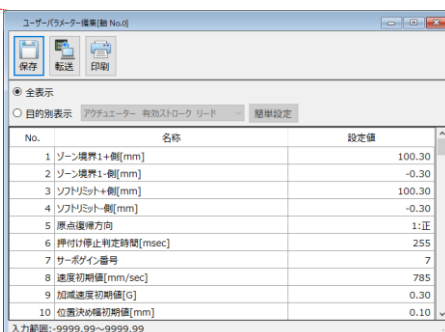 ユーザーパラメーター編集[軸 No.0]
保存 転送 印刷
全表示
目的別表示 アクチュエーター 有効ストローク リード 簡単設定
No. 名称 設定値
1 ゾーン境界1+側[mm] 100.30
2 ゾーン境界1-側[mm] -0.30
3 ソフトリミット+側[mm] 100.30
4 ソフトリミット-側[mm] -0.30
5 原点復帰方向 1:正
6 押付け停止判定時間[msec] 255
7 サーボゲイン番号 7
8 速度初期値[mm/sec] 785
9 加減速度初期値[G] 0.30
10 位置決め幅初期値[mm] 0.10
入力範囲:-9999.99～9999.99